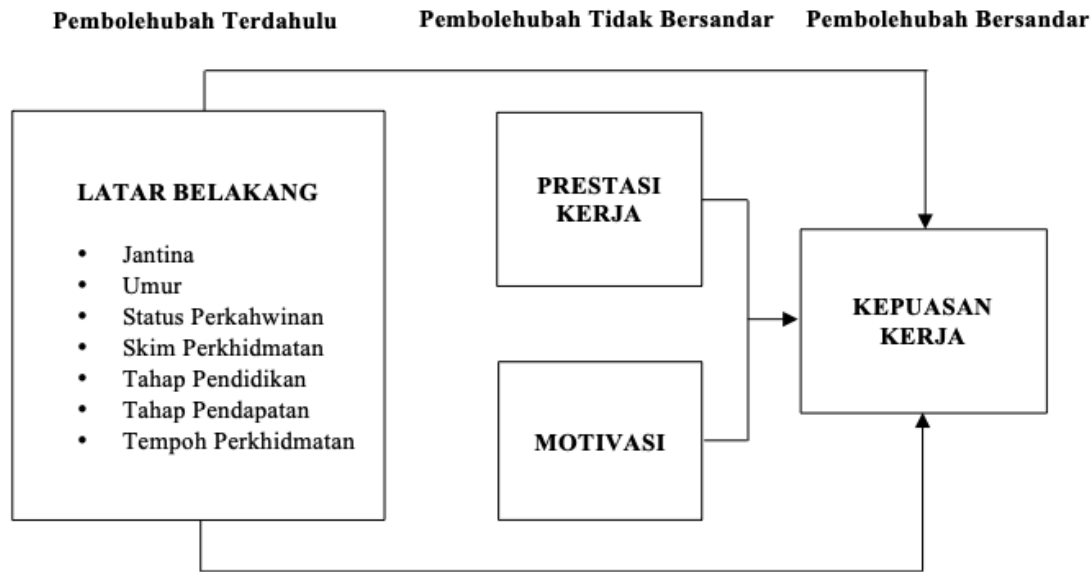 Pembolehubah Terdahulu
Pembolehubah Tidak Bersandar
Pembolehubah Bersandar
LATAR BELAKANG
• Jantina
• Umur
• Status Perkahwinan
• Skim Perkhidmatan
• Tahap Pendidikan
• Tahap Pendapatan
• Tempoh Perkhidmatan
PRESTASI
KERJA
MOTIVASI
KEPUASAN
KERJA